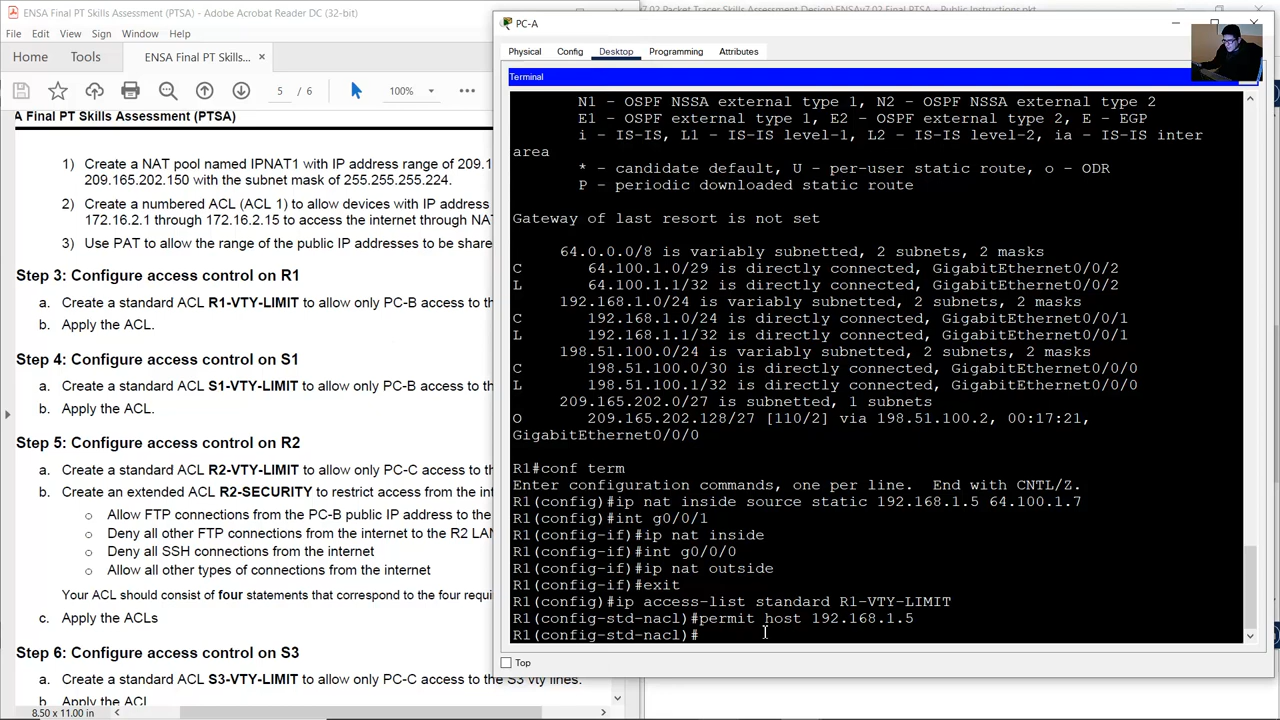 ENSA Final PT Skills Assessment (PTSA) - Adobe Acrobat Reader DC (32-bit)
File Edit View Sign Window Help
Home Tools ENSA Final PT Skills... ×
5 / 6 100%
A Final PT Skills Assessment (PTSA)
1) Create a NAT pool named IPNAT1 with IP address range of 209.1
209.165.202.150 with the subnet mask of 255.255.255.224.
2) Create a numbered ACL (ACL 1) to allow devices with IP address
172.16.2.1 through 172.16.2.15 to access the internet through NA
3) Use PAT to allow the range of the public IP addresses to be share
Step 3: Configure access control on R1
a. Create a standard ACL R1-VTY-LIMIT to allow only PC-B access to the
b. Apply the ACL.
Step 4: Configure access control on S1
a. Create a standard ACL S1-VTY-LIMIT to allow only PC-B access to the
b. Apply the ACL.
Step 5: Configure access control on R2
a. Create a standard ACL R2-VTY-LIMIT to allow only PC-C access to the
b. Create an extended ACL R2-SECURITY to restrict access from the int
o Allow FTP connections from the PC-B public IP address to the
o Deny all other FTP connections from the internet to the R2 LAN
o Deny all SSH connections from the internet
o Allow all other types of connections from the internet
Your ACL should consist of four statements that correspond to the four requi
c. Apply the ACLs
Step 6: Configure access control on S3
a. Create a standard ACL S3-VTY-LIMIT to allow only PC-C access to the S3 vty lines.
b. Apply the ACL
8.50 x 11.00 in
7.02 Packet Tracer Skills Assessment Design\ENSAv7.02 Final PTSA - Public Instructions.pkt
PC-A
Physical Config Desktop Programming Attributes
Terminal
N1 - OSPF NSSA external type 1, N2 - OSPF NSSA external type 2
E1 - OSPF external type 1, E2 - OSPF external type 2, E - EGP
i - IS-IS, L1 - IS-IS level-1, L2 - IS-IS level-2, ia - IS-IS inter
area
* - candidate default, U - per-user static route, o - ODR
P - periodic downloaded static route
Gateway of last resort is not set
64.0.0.0/8 is variably subnetted, 2 subnets, 2 masks
C 64.100.1.0/29 is directly connected, GigabitEthernet0/0/2
L 64.100.1.1/32 is directly connected, GigabitEthernet0/0/2
192.168.1.0/24 is variably subnetted, 2 subnets, 2 masks
C 192.168.1.0/24 is directly connected, GigabitEthernet0/0/1
L 192.168.1.1/32 is directly connected, GigabitEthernet0/0/1
198.51.100.0/24 is variably subnetted, 2 subnets, 2 masks
C 198.51.100.0/30 is directly connected, GigabitEthernet0/0/0
L 198.51.100.1/32 is directly connected, GigabitEthernet0/0/0
209.165.202.0/27 is subnetted, 1 subnets
O 209.165.202.128/27 [110/2] via 198.51.100.2, 00:17:21,
GigabitEthernet0/0/0
R1#conf term
Enter configuration commands, one per line. End with CNTL/Z.
R1(config)#ip nat inside source static 192.168.1.5 64.100.1.7
R1(config)#int g0/0/1
R1(config-if)#ip nat inside
R1(config-if)#int g0/0/0
R1(config-if)#ip nat outside
R1(config-if)#exit
R1(config)#ip access-list standard R1-VTY-LIMIT
R1(config-std-nacl)#permit host 192.168.1.5
R1(config-std-nacl)#
Top